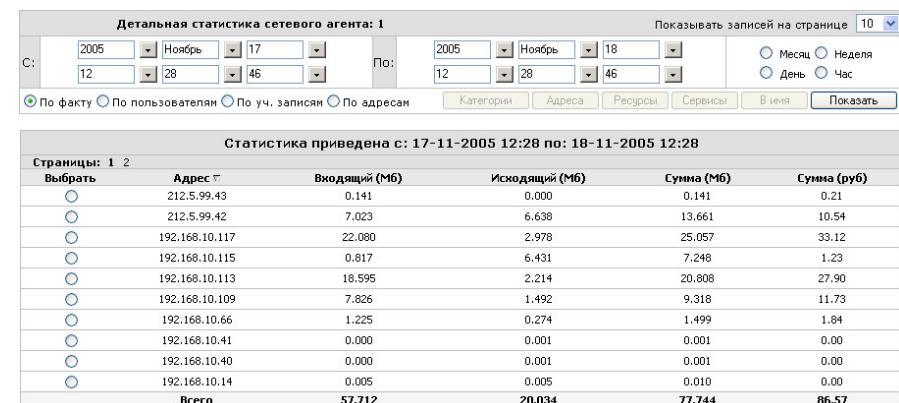 Детальная статистика сетевого агента: 1 Показывать записей на странице 10
С: 2005 Ноябрь 17 По: 2005 Ноябрь 18 Месяц Неделя
12 28 46 12 28 46 День Час
По факту По пользователям По уч. записям По адресам Категории Адреса Ресурсы Сервисы В имя Показать
Статистика приведена с: 17-11-2005 12:28 по: 18-11-2005 12:28
Страницы: 1 2
Выбрать Адрес Входящий (Мб) Исходящий (Мб) Сумма (Мб) Сумма (руб)
212.5.99.43 0.141 0.000 0.141 0.21
212.5.99.42 7.023 6.638 13.661 10.54
192.168.10.117 22.080 2.978 25.057 33.12
192.168.10.115 0.817 6.431 7.248 1.23
192.168.10.113 18.595 2.214 20.808 27.90
192.168.10.109 7.826 1.492 9.318 11.73
192.168.10.66 1.225 0.274 1.499 1.84
192.168.10.41 0.000 0.001 0.001 0.00
192.168.10.40 0.000 0.001 0.001 0.00
192.168.10.14 0.005 0.005 0.010 0.00
Всего 57.712 20.034 77.744 86.57